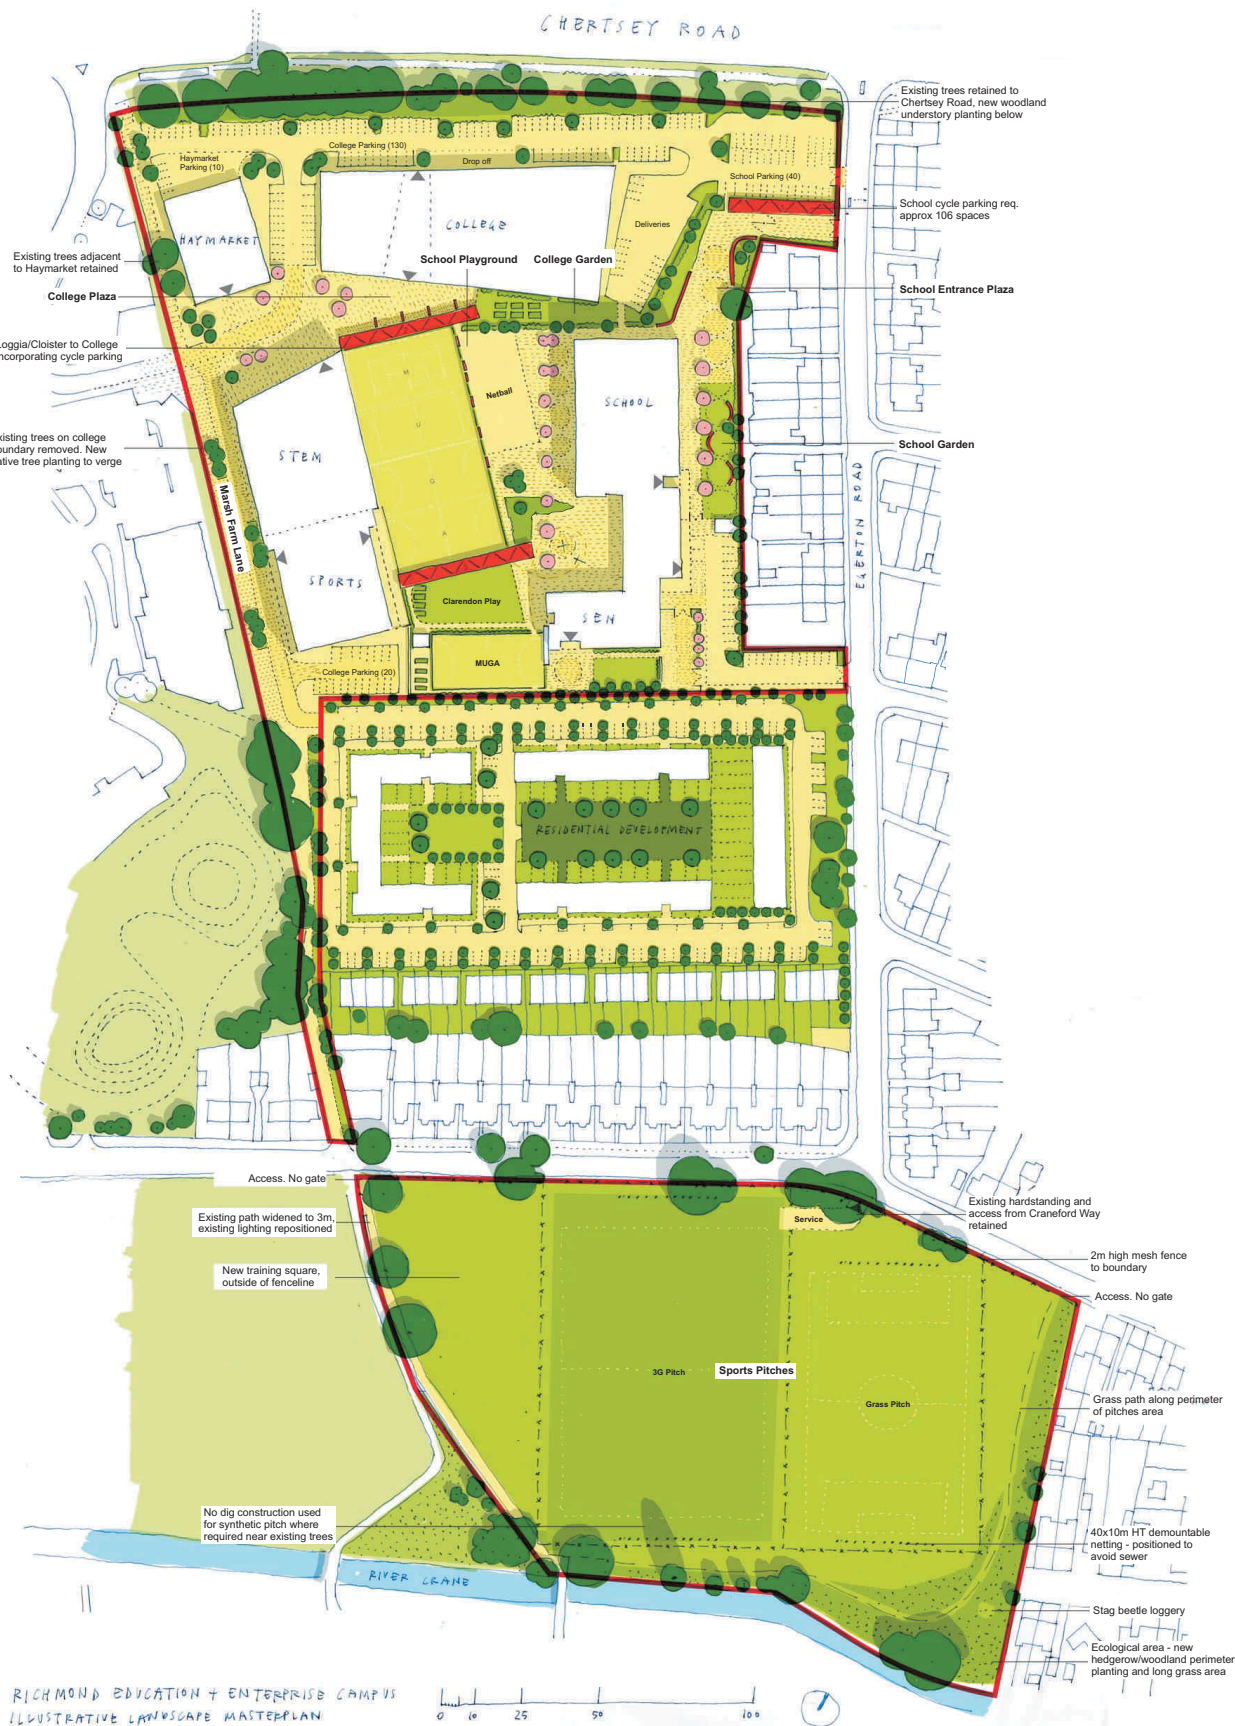 CHERTSEY ROAD
Existing trees retained to
Chertsey Road, new woodland
understory planting below
College Parking (130)
Haymarket
Parking (10)
Drop off
School Parking (40)
School cycle parking req.
approx 106 spaces
COLLEGE
Deliveries
HAYMARKET
Existing trees adjacent
to Haymarket retained
School Playground
College Garden
College Plaza
School Entrance Plaza
Loggia/Cloister to College
incorporating cycle parking
M
U
G
A
Netball
SCHOOL
xisting trees on college
oundary removed. New
ative tree planting to verge
School Garden
STEM
Marsh Farm Lane
EGERTON ROAD
SPORTS
Clarendon Play
SEN
MUGA
College Parking (20)
RESIDENTIAL DEVELOPMENT
Access. No gate
Existing path widened to 3m,
existing lighting repositioned
Service
Existing hardstanding and
access from Craneford Way
retained
New training square,
outside of fenceline
2m high mesh fence
to boundary
Access. No gate
3G Pitch
Sports Pitches
Grass Pitch
Grass path along perimeter
of pitches area
No dig construction used
for synthetic pitch where
required near existing trees
40x10m HT demountable
netting - positioned to
avoid sewer
RIVER CRANE
Stag beetle loggery
Ecological area - new
hedgerow/woodland perimeter
planting and long grass area
RICHMOND EDUCATION + ENTERPRISE CAMPUS
ILLUSTRATIVE LANDSCAPE MASTERPLAN
0 10 25 50 100